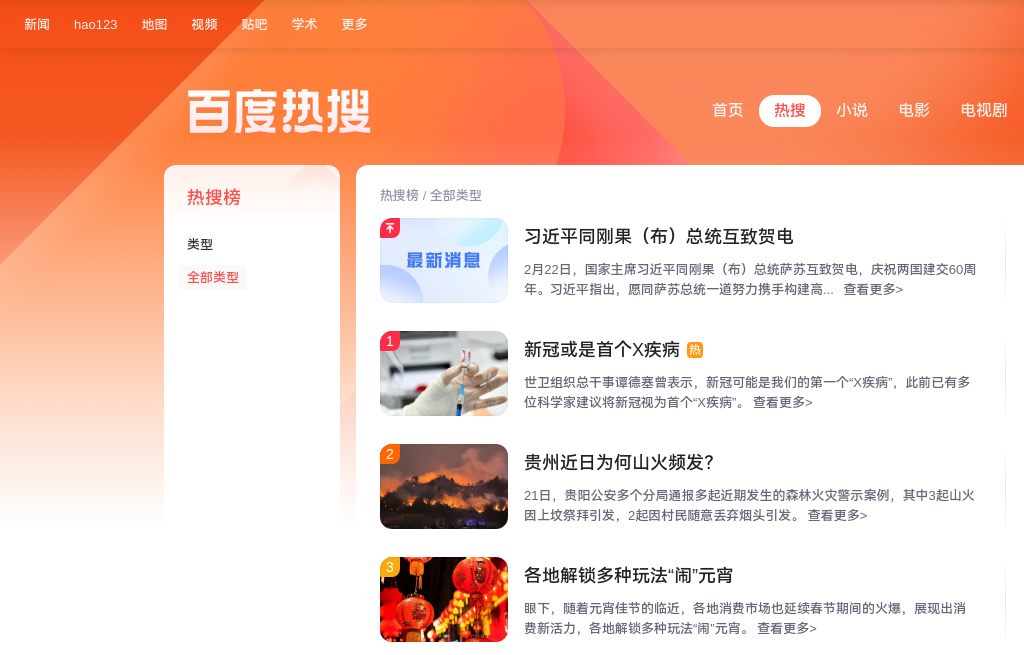 新闻 hao123 地图 视频 贴吧 学术 更多
百度热搜
首页 热搜 小说 电影 电视剧
热搜榜
类型
全部类型
热搜榜 / 全部类型
最新消息
习近平同刚果（布）总统互致贺电
2月22日，国家主席习近平同刚果（布）总统萨苏互致贺电，庆祝两国建交60周
年。习近平指出，愿同萨苏总统一道努力携手构建高... 查看更多>
1
新冠或是首个X疾病 热
世卫组织总干事谭德塞曾表示，新冠可能是我们的第一个“X疾病”，此前已有多
位科学家建议将新冠视为首个“X疾病”。 查看更多>
2
贵州近日为何山火频发？
21日，贵阳公安多个分局通报多起近期发生的森林火灾警示案例，其中3起山火
因上坟祭拜引发，2起因村民随意丢弃烟头引发。 查看更多>
3
各地解锁多种玩法“闹”元宵
眼下，随着元宵佳节的临近，各地消费市场也延续春节期间的火爆，展现出消
费新活力，各地解锁多种玩法“闹”元宵。 查看更多>